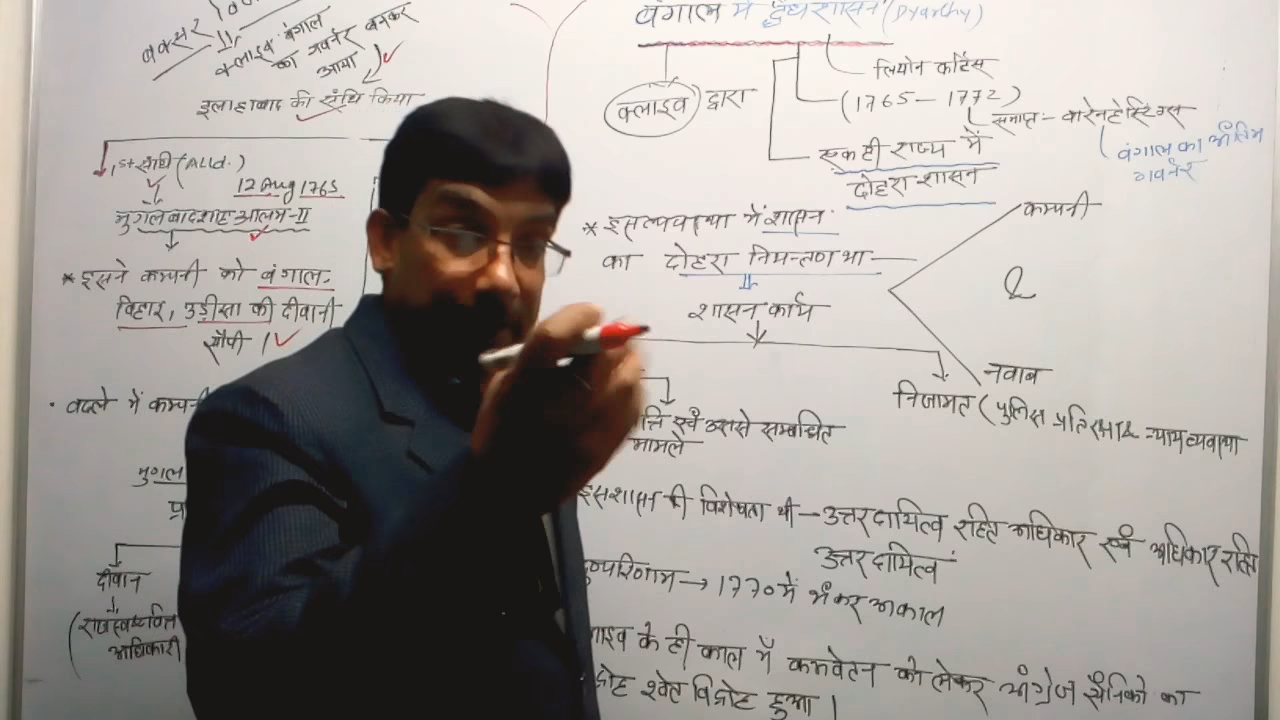 बक्सर
क्लाइव बंगाल
का गवर्नर बनकर
आया
इलाहाबाद की संधि किया
1st संधि (Alld.)
12 Aug 1765
मुगल बादशाह आलम-II
* इसने कम्पनी को बंगाल,
बिहार, उड़ीसा की दीवानी
सौपी।
• बदले में कम्पनी
मुगल
प्रा
दीवान
(राजस्व
अधिकारी
बंगाल में द्वैधशासन (Dyarchy)
क्लाइव द्वारा
लियोन कार्टिस
(1765-1772)
समाप्त:- वारेनहेस्टिंग्स
बंगाल का अंतिम
गवर्नर
एक ही राज्य में
दोहरा शासन
* इस व्यवस्था में शासन
का दोहरा नियन्त्रण था-
कम्पनी
&
नवाब
शासन कार्य
निजामत (पुलिस प्रतिरक्षा & न्याय व्यवस्था
एवं उससे सम्बन्धित
मामले
इस शासन की विशेषता थी - उत्तरदायित्व रहित अधिकार एवं अधिकार रहित
उत्तरदायित्व
दुष्परिणाम → 1770 में भंयकर अकाल
के ही काल में कम वेतन को लेकर अंग्रेज सैनिको का
श्वेत विद्रोह हुआ।